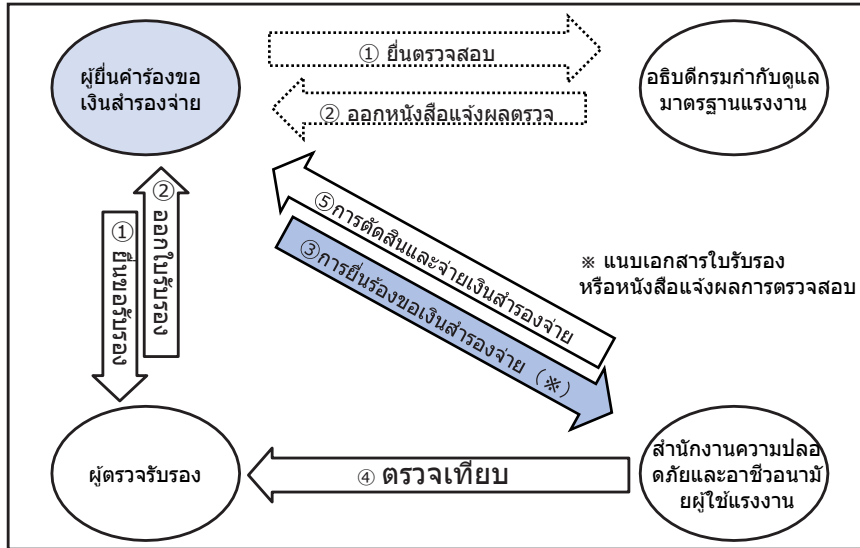 ผู้ยื่นคำร้องขอ
เงินสำรองจ่าย
① ยื่นตรวจสอบ
② ออกหนังสือแจ้งผลตรวจ
อธิบดีกรมกำกับดูแล
มาตรฐานแรงงาน
① ยื่นขอรับรอง
② ออกใบรับรอง
⑤การตัดสินและจ่ายเงินสำรองจ่าย
③การยื่นร้องขอเงินสำรองจ่าย (※)
※ แนบเอกสารใบรับรอง
หรือหนังสือแจ้งผลการตรวจสอบ
ผู้ตรวจรับรอง
④ ตรวจเทียบ
สำนักงานความปลอ
ดภัยและอาชีวอนามั
ยผู้ใช้แรงงาน